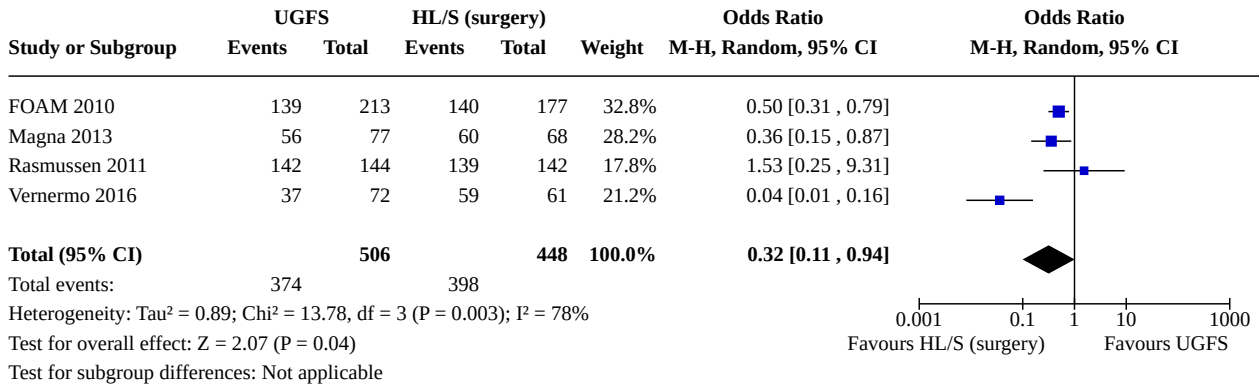 UGFS HL/S (surgery) Odds Ratio Odds Ratio
Study or Subgroup Events Total Events Total Weight M-H, Random, 95% CI M-H, Random, 95% CI
FOAM 2010 139 213 140 177 32.8% 0.50 [0.31 , 0.79]
Magna 2013 56 77 60 68 28.2% 0.36 [0.15 , 0.87]
Rasmussen 2011 142 144 139 142 17.8% 1.53 [0.25 , 9.31]
Vernermo 2016 37 72 59 61 21.2% 0.04 [0.01 , 0.16]
Total (95% CI) 506 448 100.0% 0.32 [0.11 , 0.94]
Total events: 374 398
Heterogeneity: Tau² = 0.89; Chi² = 13.78, df = 3 (P = 0.003); I² = 78%
0.001 0.1 1 10 1000
Test for overall effect: Z = 2.07 (P = 0.04) Favours HL/S (surgery) Favours UGFS
Test for subgroup differences: Not applicable